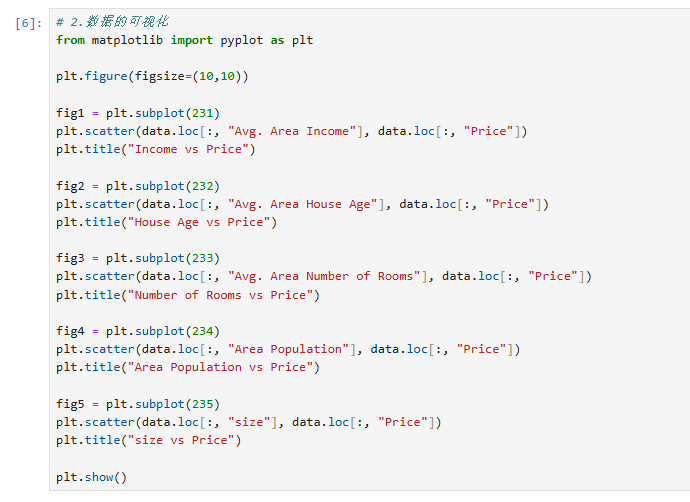 [6]:
# 2.数据的可视化
from matplotlib import pyplot as plt
plt.figure(figsize=(10,10))
fig1 = plt.subplot(231)
plt.scatter(data.loc[:, "Avg. Area Income"], data.loc[:, "Price"])
plt.title("Income vs Price")
fig2 = plt.subplot(232)
plt.scatter(data.loc[:, "Avg. Area House Age"], data.loc[:, "Price"])
plt.title("House Age vs Price")
fig3 = plt.subplot(233)
plt.scatter(data.loc[:, "Avg. Area Number of Rooms"], data.loc[:, "Price"])
plt.title("Number of Rooms vs Price")
fig4 = plt.subplot(234)
plt.scatter(data.loc[:, "Area Population"], data.loc[:, "Price"])
plt.title("Area Population vs Price")
fig5 = plt.subplot(235)
plt.scatter(data.loc[:, "size"], data.loc[:, "Price"])
plt.title("size vs Price")
plt.show()